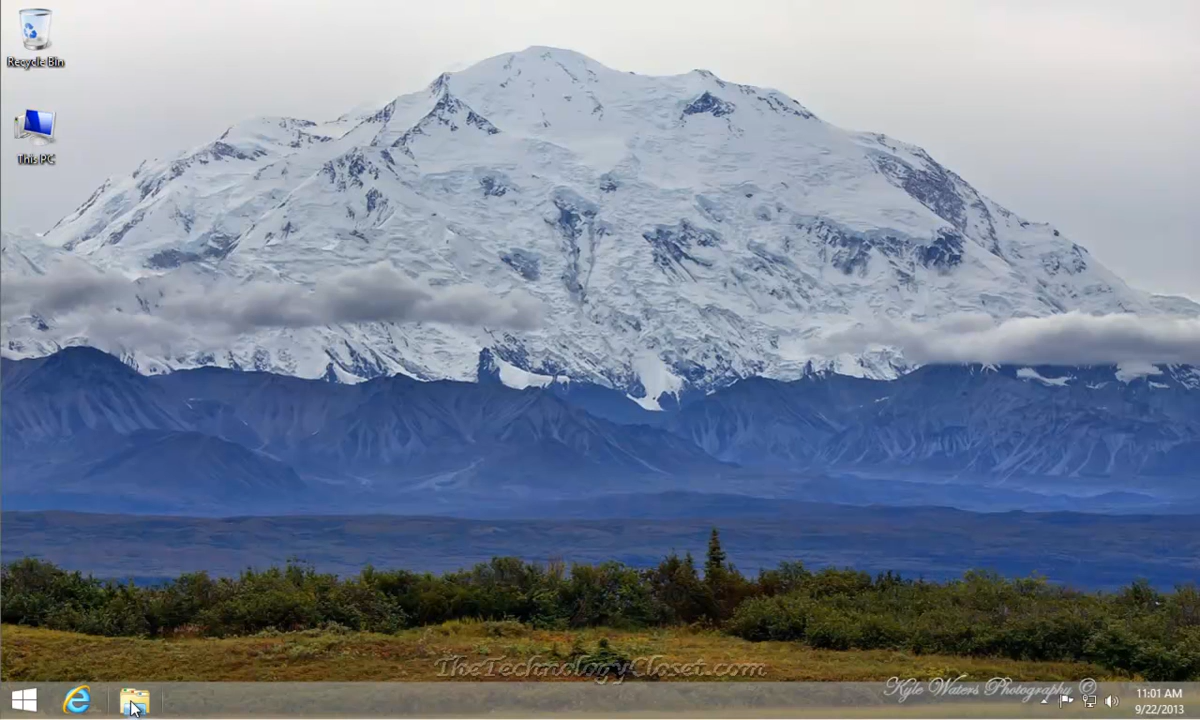 Recycle Bin
This PC
TheTechnologyCloset.com
Kyle Waters Photography ©
11:01 AM
9/22/2013